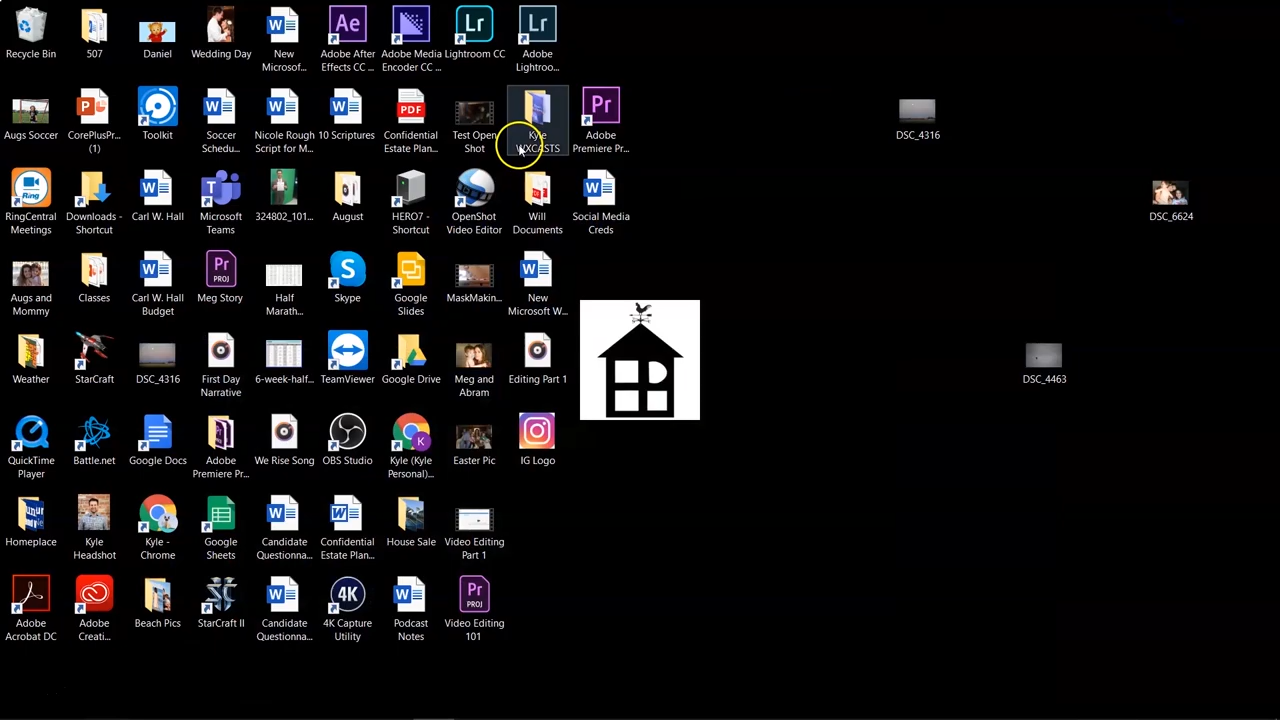 Recycle Bin
507
Daniel
Wedding Day
New
Microsof...
Adobe After
Effects CC ...
Adobe Media
Encoder CC ...
Lightroom CC
Adobe
Lightroo...
Augs Soccer
CorePlusPr...
(1)
Toolkit
Soccer
Schedu...
Nicole Rough
Script for M...
10 Scriptures
Confidential
Estate Plan...
Test Open
Shot
Kyle
WXCASTS
Adobe
Premiere Pr...
DSC_4316
RingCentral
Meetings
Downloads -
Shortcut
Carl W. Hall
Microsoft
Teams
324802_101...
August
HERO7 -
Shortcut
OpenShot
Video Editor
Will
Documents
Social Media
Creds
DSC_6624
Augs and
Mommy
Classes
Carl W. Hall
Budget
Meg Story
Half
Marath...
Skype
Google
Slides
MaskMakin...
New
Microsoft W...
Weather
StarCraft
DSC_4316
First Day
Narrative
6-week-half...
TeamViewer
Google Drive
Meg and
Abram
Editing Part 1
DSC_4463
QuickTime
Player
Battle.net
Google Docs
Adobe
Premiere Pr...
We Rise Song
OBS Studio
Kyle (Kyle
Personal)...
Easter Pic
IG Logo
Homeplace
Kyle
Headshot
Kyle -
Chrome
Google
Sheets
Candidate
Questionna...
Confidential
Estate Plan...
House Sale
Video Editing
Part 1
Adobe
Acrobat DC
Adobe
Creati...
Beach Pics
StarCraft II
Candidate
Questionna...
4K Capture
Utility
Podcast
Notes
Video Editing
101